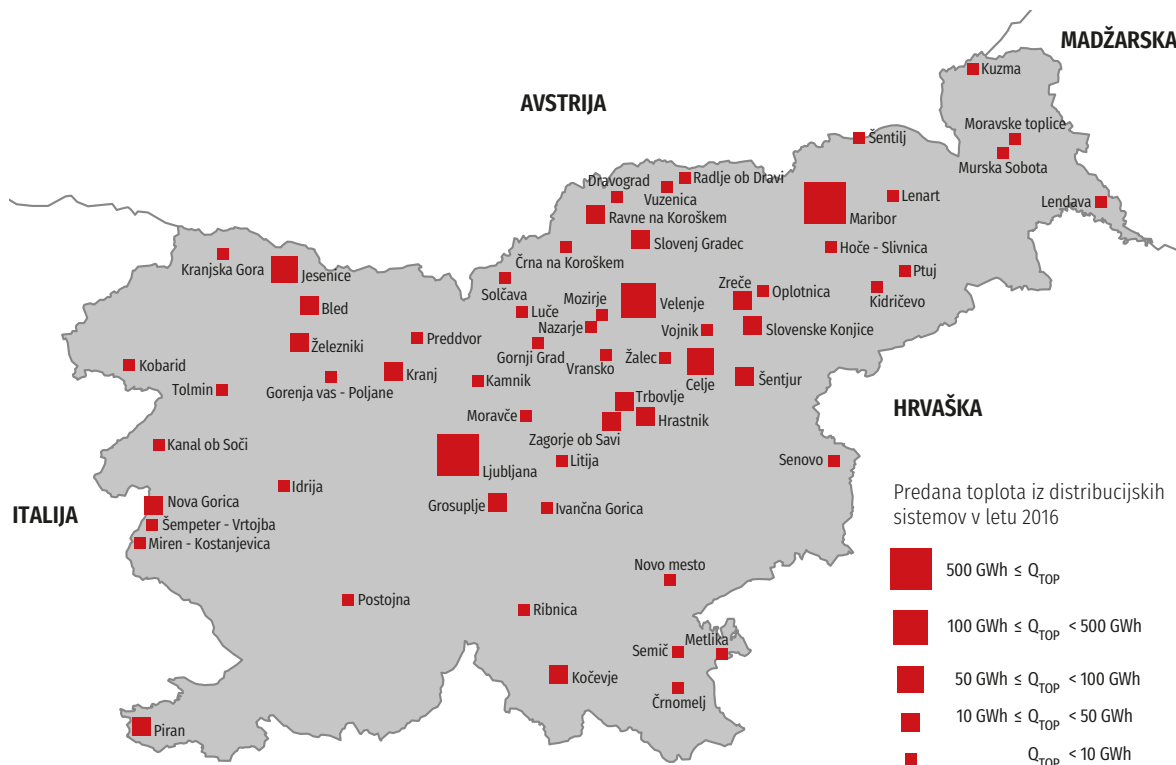 MADŽARSKA
Kuzma
AVSTRIJA
Moravske toplice
Šentilj
Murska Sobota
Radlje ob Dravi
Dravograd
Vuzenica
Lenart
Lendava
Ravne na Koroškem
Maribor
Slovenj Gradec
Hoče - Slivnica
Črna na Koroškem
Kranjska Gora
Jesenice
Ptuj
Zreče
Oplotnica
Kidričevo
Solčava
Mozirje
Velenje
Bled
Luče
Nazarje
Vojnik
Slovenske Konjice
Železniki
Preddvor
Gornji Grad
Vransko
Žalec
Kobarid
Kranj
Kamnik
Celje
Šentjur
Tolmin
Gorenja vas - Poljane
Trbovlje
Moravče
Hrastnik
HRVAŠKA
Kanal ob Soči
Zagorje ob Savi
Litija
Senovo
Ljubljana
Idrija
Nova Gorica
Grosuplje
Ivančna Gorica
ITALIJA
Šempeter - Vrtojba
Miren - Kostanjevica
Predana toplota iz distribucijskih
sistemov v letu 2016
Novo mesto
500 GWh ≤ Q_TOP
Postojna
Ribnica
100 GWh ≤ Q_TOP < 500 GWh
Metlika
Semič
Kočevje
50 GWh ≤ Q_TOP < 100 GWh
Črnomelj
10 GWh ≤ Q_TOP < 50 GWh
Piran
Q_TOP < 10 GWh